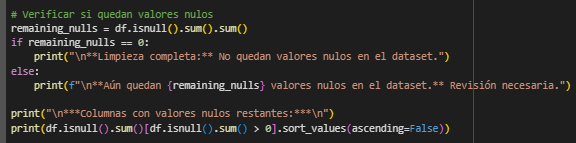 # Verificar si quedan valores nulos
remaining_nulls = df.isnull().sum().sum()
if remaining_nulls == 0:
    print("\n**Limpieza completa:** No quedan valores nulos en el dataset.")
else:
    print(f"\n**Aún quedan {remaining_nulls} valores nulos en el dataset.** Revisión necesaria.")
print("\n***Columnas con valores nulos restantes:***\n")
print(df.isnull().sum()[df.isnull().sum() > 0].sort_values(ascending=False))